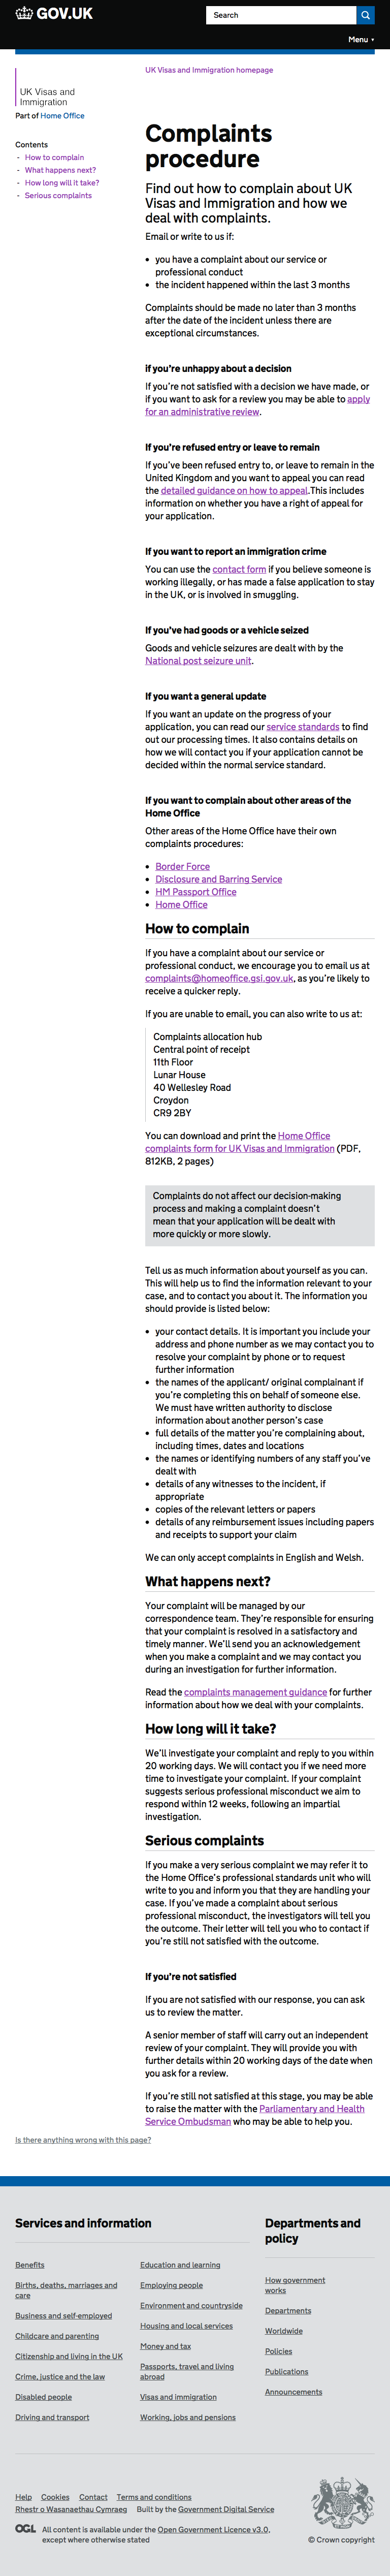 GOV.UK
Search
Menu ▾
UK Visas and
Immigration
Part of Home Office
Contents
- How to complain
- What happens next?
- How long will it take?
- Serious complaints
UK Visas and Immigration homepage
Complaints
procedure
Find out how to complain about UK
Visas and Immigration and how we
deal with complaints.
Email or write to us if:
• you have a complaint about our service or
professional conduct
• the incident happened within the last 3 months
Complaints should be made no later than 3 months
after the date of the incident unless there are
exceptional circumstances.
if you're unhappy about a decision
If you're not satisfied with a decision we have made, or
if you want to ask for a review you may be able to apply
for an administrative review.
If you're refused entry or leave to remain
If you've been refused entry to, or leave to remain in the
United Kingdom and you want to appeal you can read
the detailed guidance on how to appeal.This includes
information on whether you have a right of appeal for
your application.
If you want to report an immigration crime
You can use the contact form if you believe someone is
working illegally, or has made a false application to stay
in the UK, or is involved in smuggling.
If you've had goods or a vehicle seized
Goods and vehicle seizures are dealt with by the
National post seizure unit.
If you want a general update
If you want an update on the progress of your
application, you can read our service standards to find
out our processing times. It also contains details on
how we will contact you if your application cannot be
decided within the normal service standard.
If you want to complain about other areas of the
Home Office
Other areas of the Home Office have their own
complaints procedures:
• Border Force
• Disclosure and Barring Service
• HM Passport Office
• Home Office
How to complain
If you have a complaint about our service or
professional conduct, we encourage you to email us at
complaints@homeoffice.gsi.gov.uk, as you're likely to
receive a quicker reply.
If you are unable to email, you can also write to us at:
Complaints allocation hub
Central point of receipt
11th Floor
Lunar House
40 Wellesley Road
Croydon
CR9 2BY
You can download and print the Home Office
complaints form for UK Visas and Immigration (PDF,
812KB, 2 pages)
Complaints do not affect our decision-making
process and making a complaint doesn't
mean that your application will be dealt with
more quickly or more slowly.
Tell us as much information about yourself as you can.
This will help us to find the information relevant to your
case, and to contact you about it. The information you
should provide is listed below:
• your contact details. It is important you include your
address and phone number as we may contact you to
resolve your complaint by phone or to request
further information
• the names of the applicant/ original complainant if
you're completing this on behalf of someone else.
We must have written authority to disclose
information about another person's case
• full details of the matter you're complaining about,
including times, dates and locations
• the names or identifying numbers of any staff you've
dealt with
• details of any witnesses to the incident, if
appropriate
• copies of the relevant letters or papers
• details of any reimbursement issues including papers
and receipts to support your claim
We can only accept complaints in English and Welsh.
What happens next?
Your complaint will be managed by our
correspondence team. They're responsible for ensuring
that your complaint is resolved in a satisfactory and
timely manner. We'll send you an acknowledgement
when you make a complaint and we may contact you
during an investigation for further information.
Read the complaints management guidance for further
information about how we deal with your complaints.
How long will it take?
We'll investigate your complaint and reply to you within
20 working days. We will contact you if we need more
time to investigate your complaint. If your complaint
suggests serious professional misconduct we aim to
respond within 12 weeks, following an impartial
investigation.
Serious complaints
If you make a very serious complaint we may refer it to
the Home Office's professional standards unit who will
write to you and inform you that they are handling your
case. If you've made a complaint about serious
professional misconduct, the investigators will tell you
the outcome. Their letter will tell you who to contact if
you're still not satisfied with the outcome.
If you're not satisfied
If you are not satisfied with our response, you can ask
us to review the matter.
A senior member of staff will carry out an independent
review of your complaint. They will provide you with
further details within 20 working days of the date when
you ask for a review.
If you're still not satisfied at this stage, you may be able
to raise the matter with the Parliamentary and Health
Service Ombudsman who may be able to help you.
Is there anything wrong with this page?
Services and information
Benefits
Births, deaths, marriages and
care
Business and self-employed
Childcare and parenting
Citizenship and living in the UK
Crime, justice and the law
Disabled people
Driving and transport
Education and learning
Employing people
Environment and countryside
Housing and local services
Money and tax
Passports, travel and living
abroad
Visas and immigration
Working, jobs and pensions
Departments and
policy
How government
works
Departments
Worldwide
Policies
Publications
Announcements
Help Cookies Contact Terms and conditions
Rhestr o Wasanaethau Cymraeg Built by the Government Digital Service
OGL All content is available under the Open Government Licence v3.0,
except where otherwise stated
© Crown copyright